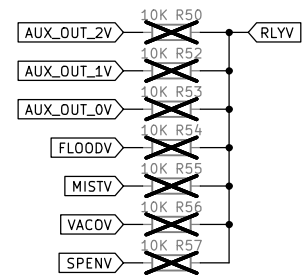 10K R50
AUX_OUT_2V RLYV
10K R52
AUX_OUT_1V
10K R53
AUX_OUT_0V
10K R54
FLOODV
10K R55
MISTV
10K R56
VACOV
10K R57
SPENV